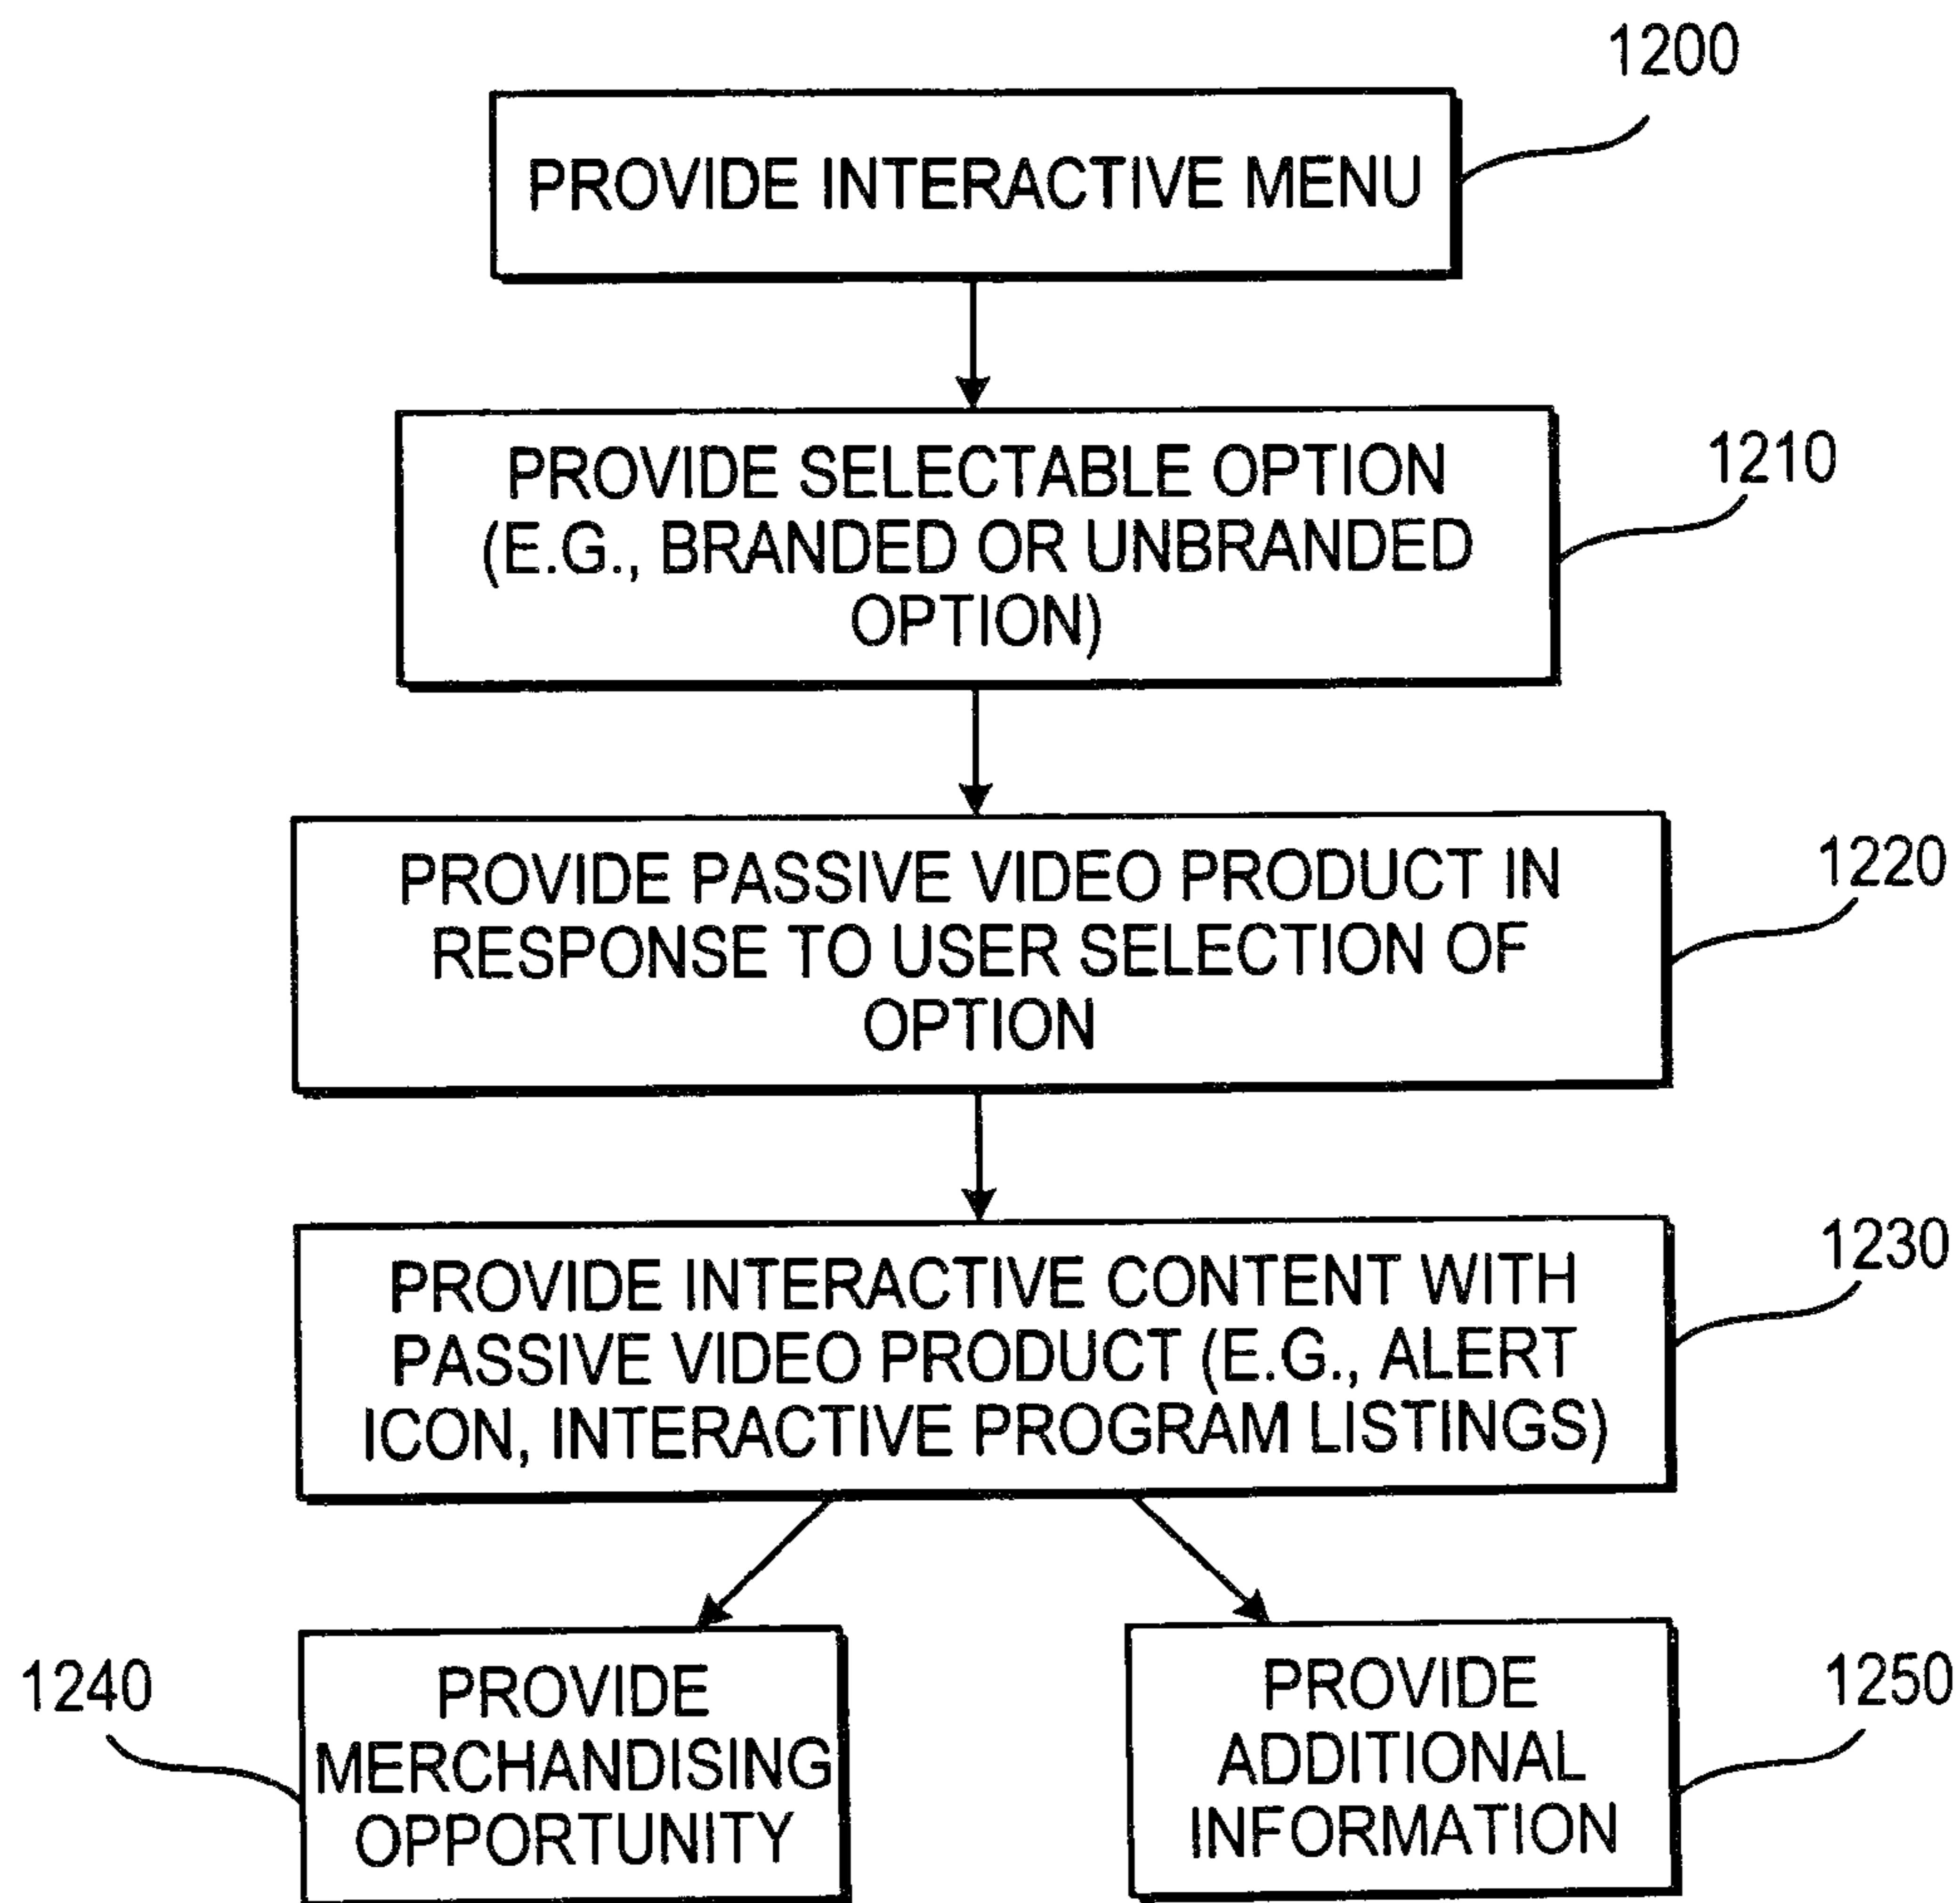 1200
PROVIDE INTERACTIVE MENU
1210
PROVIDE SELECTABLE OPTION
(E.G., BRANDED OR UNBRANDED
OPTION)
1220
PROVIDE PASSIVE VIDEO PRODUCT IN
RESPONSE TO USER SELECTION OF
OPTION
1230
PROVIDE INTERACTIVE CONTENT WITH
PASSIVE VIDEO PRODUCT (E.G., ALERT
ICON, INTERACTIVE PROGRAM LISTINGS)
1240
PROVIDE
MERCHANDISING
OPPORTUNITY
1250
PROVIDE
ADDITIONAL
INFORMATION